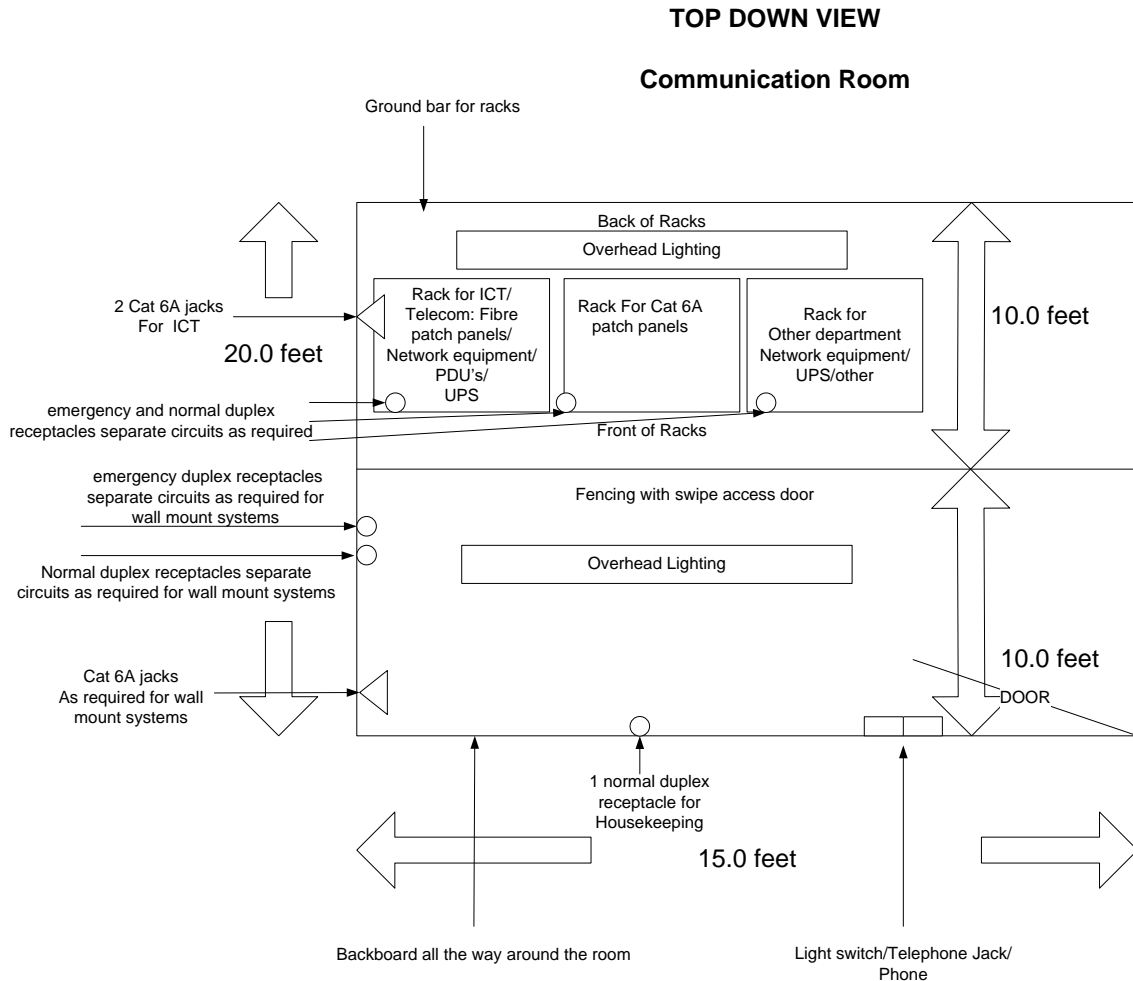 TOP DOWN VIEW
Communication Room
Ground bar for racks
Back of Racks
Overhead Lighting
2 Cat 6A jacks
For ICT
20.0 feet
Rack for ICT/
Telecom: Fibre
patch panels/
Network equipment/
PDU's/
UPS
Rack For Cat 6A
patch panels
Rack for
Other department
Network equipment/
UPS/other
10.0 feet
emergency and normal duplex
receptacles separate circuits as required
Front of Racks
emergency duplex receptacles
separate circuits as required for
wall mount systems
Fencing with swipe access door
Overhead Lighting
Normal duplex receptacles separate
circuits as required for wall mount systems
Cat 6A jacks
As required for wall
mount systems
10.0 feet
DOOR
1 normal duplex
receptacle for
Housekeeping
15.0 feet
Backboard all the way around the room
Light switch/Telephone Jack/
Phone